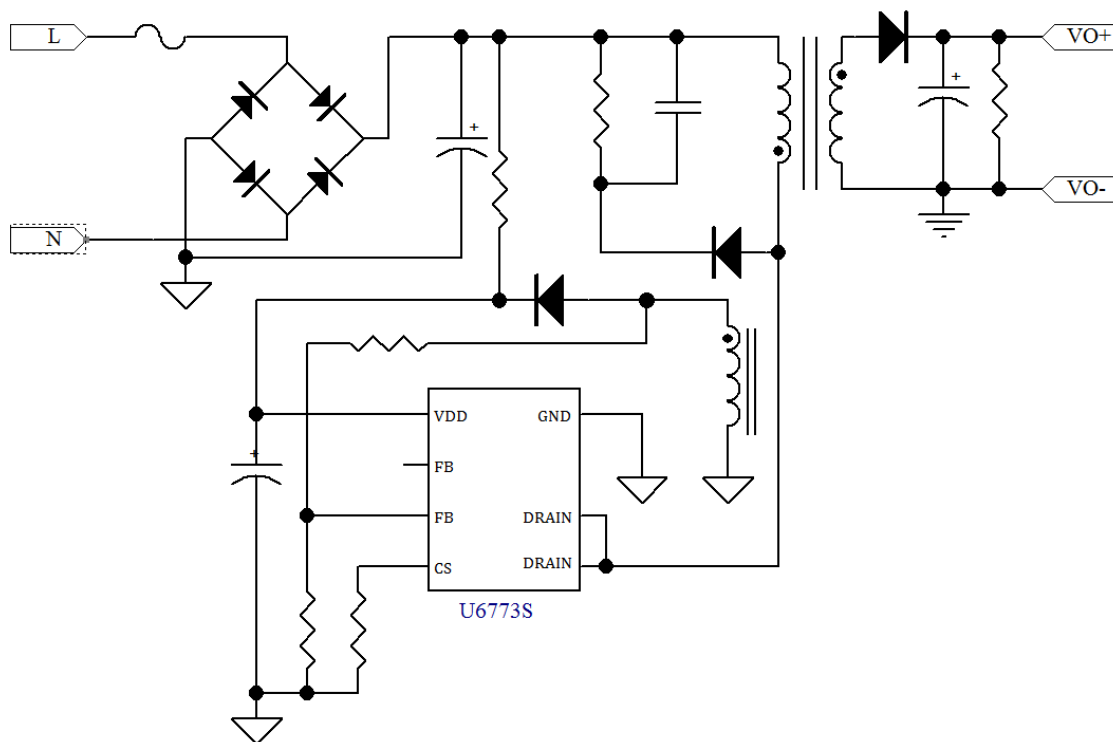 L
VO+
+
+
VO-
N
VDD
GND
+
FB
FB
DRAIN
CS
DRAIN
U6773S